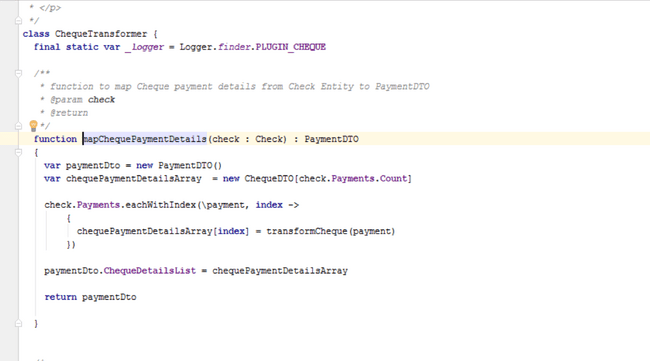 * </p>
*/
class ChequeTransformer {
final static var _logger = Logger.finder.PLUGIN_CHEQUE
/**
* function to map Cheque payment details from Check Entity to PaymentDTO
* @param check
* @return
*/
function mapChequePaymentDetails(check : Check) : PaymentDTO
{
var paymentDto = new PaymentDTO()
var chequePaymentDetailsArray = new ChequeDTO[check.Payments.Count]
check.Payments.eachWithIndex(\payment, index ->
{
chequePaymentDetailsArray[index] = transformCheque(payment)
})
paymentDto.ChequeDetailsList = chequePaymentDetailsArray
return paymentDto
}